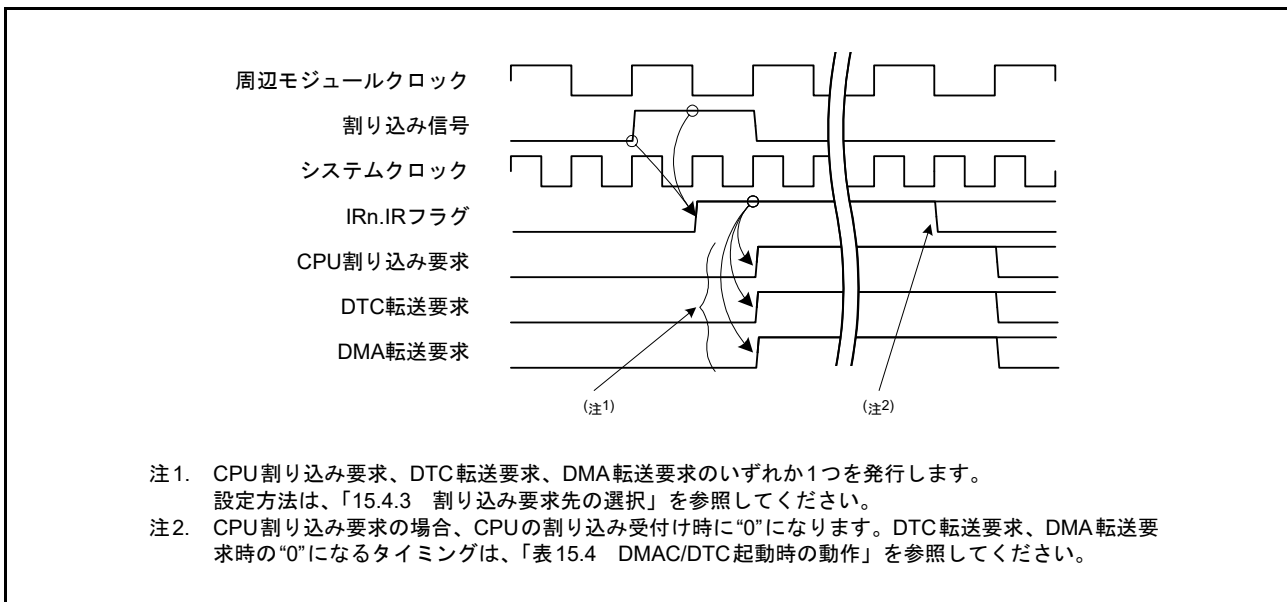 周辺モジュールクロック
割り込み信号
システムクロック
IRn.IRフラグ
CPU割り込み要求
DTC転送要求
DMA転送要求
(注1)
(注2)
注1. CPU割り込み要求、DTC転送要求、DMA転送要求のいずれか1つを発行します。
設定方法は、「15.4.3 割り込み要求先の選択」を参照してください。
注2. CPU割り込み要求の場合、CPUの割り込み受付け時に“0”になります。DTC転送要求、DMA転送要
求時の“0”になるタイミングは、「表15.4 DMAC/DTC起動時の動作」を参照してください。